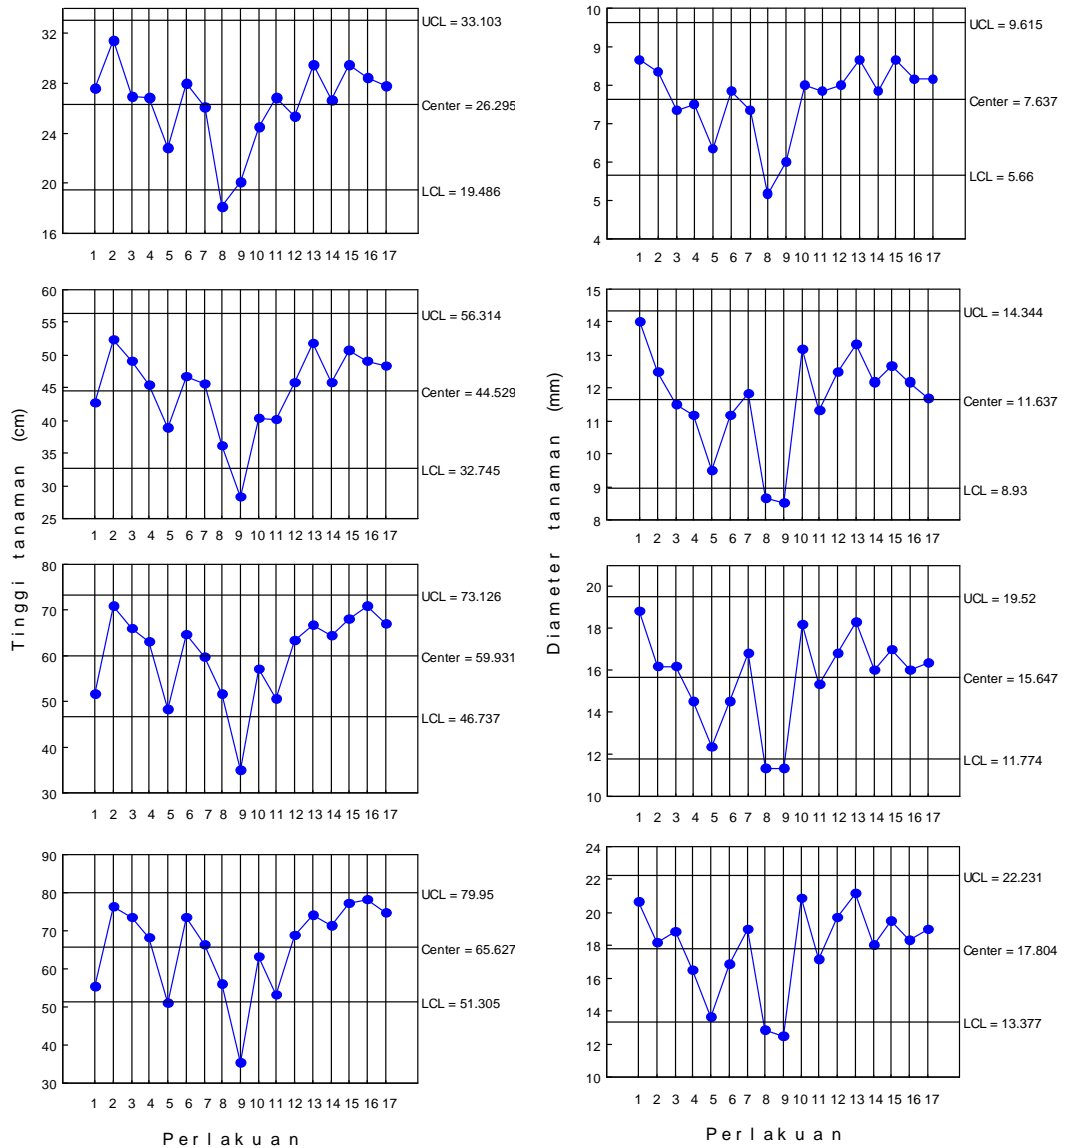 Tinggi tanaman (cm)
32
28
24
20
16
UCL = 33.103
Center = 26.295
LCL = 19.486
1 2 3 4 5 6 7 8 9 10 11 12 13 14 15 16 17
60
55
50
45
40
35
30
25
UCL = 56.314
Center = 44.529
LCL = 32.745
1 2 3 4 5 6 7 8 9 10 11 12 13 14 15 16 17
80
70
60
50
40
30
UCL = 73.126
Center = 59.931
LCL = 46.737
1 2 3 4 5 6 7 8 9 10 11 12 13 14 15 16 17
90
80
70
60
50
40
30
UCL = 79.95
Center = 65.627
LCL = 51.305
1 2 3 4 5 6 7 8 9 10 11 12 13 14 15 16 17
Perlakuan
Diameter tanaman (mm)
10
9
8
7
6
5
4
UCL = 9.615
Center = 7.637
LCL = 5.66
1 2 3 4 5 6 7 8 9 10 11 12 13 14 15 16 17
15
14
13
12
11
10
9
8
UCL = 14.344
Center = 11.637
LCL = 8.93
1 2 3 4 5 6 7 8 9 10 11 12 13 14 15 16 17
20
18
16
14
12
10
UCL = 19.52
Center = 15.647
LCL = 11.774
1 2 3 4 5 6 7 8 9 10 11 12 13 14 15 16 17
24
22
20
18
16
14
12
10
UCL = 22.231
Center = 17.804
LCL = 13.377
1 2 3 4 5 6 7 8 9 10 11 12 13 14 15 16 17
Perlakuan